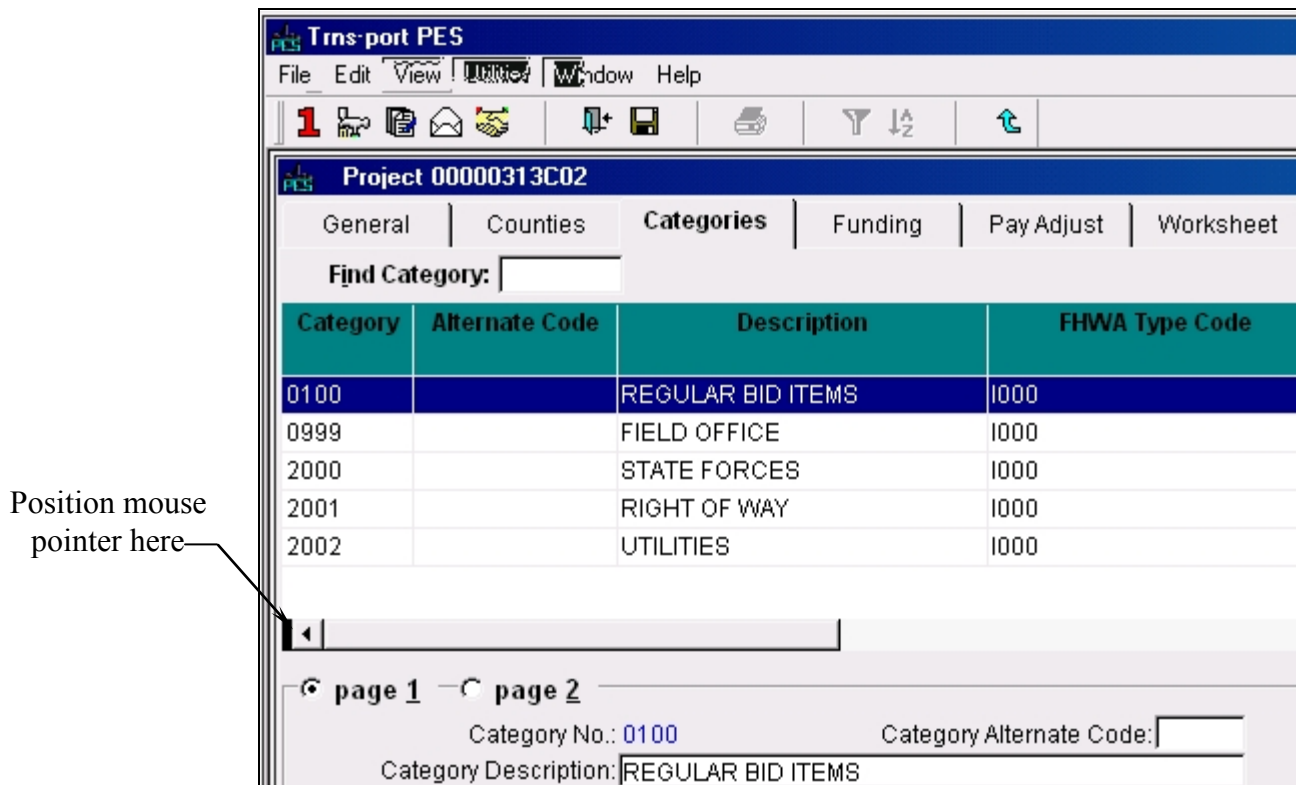 Trns·port PES
File Edit View Utilities Window Help
1
Project 00000313C02
General Counties Categories Funding Pay Adjust Worksheet
Find Category:
Category Alternate Code Description FHWA Type Code
0100 REGULAR BID ITEMS I000
0999 FIELD OFFICE I000
2000 STATE FORCES I000
2001 RIGHT OF WAY I000
2002 UTILITIES I000
Position mouse
pointer here
page 1 page 2
Category No.: 0100 Category Alternate Code:
Category Description: REGULAR BID ITEMS